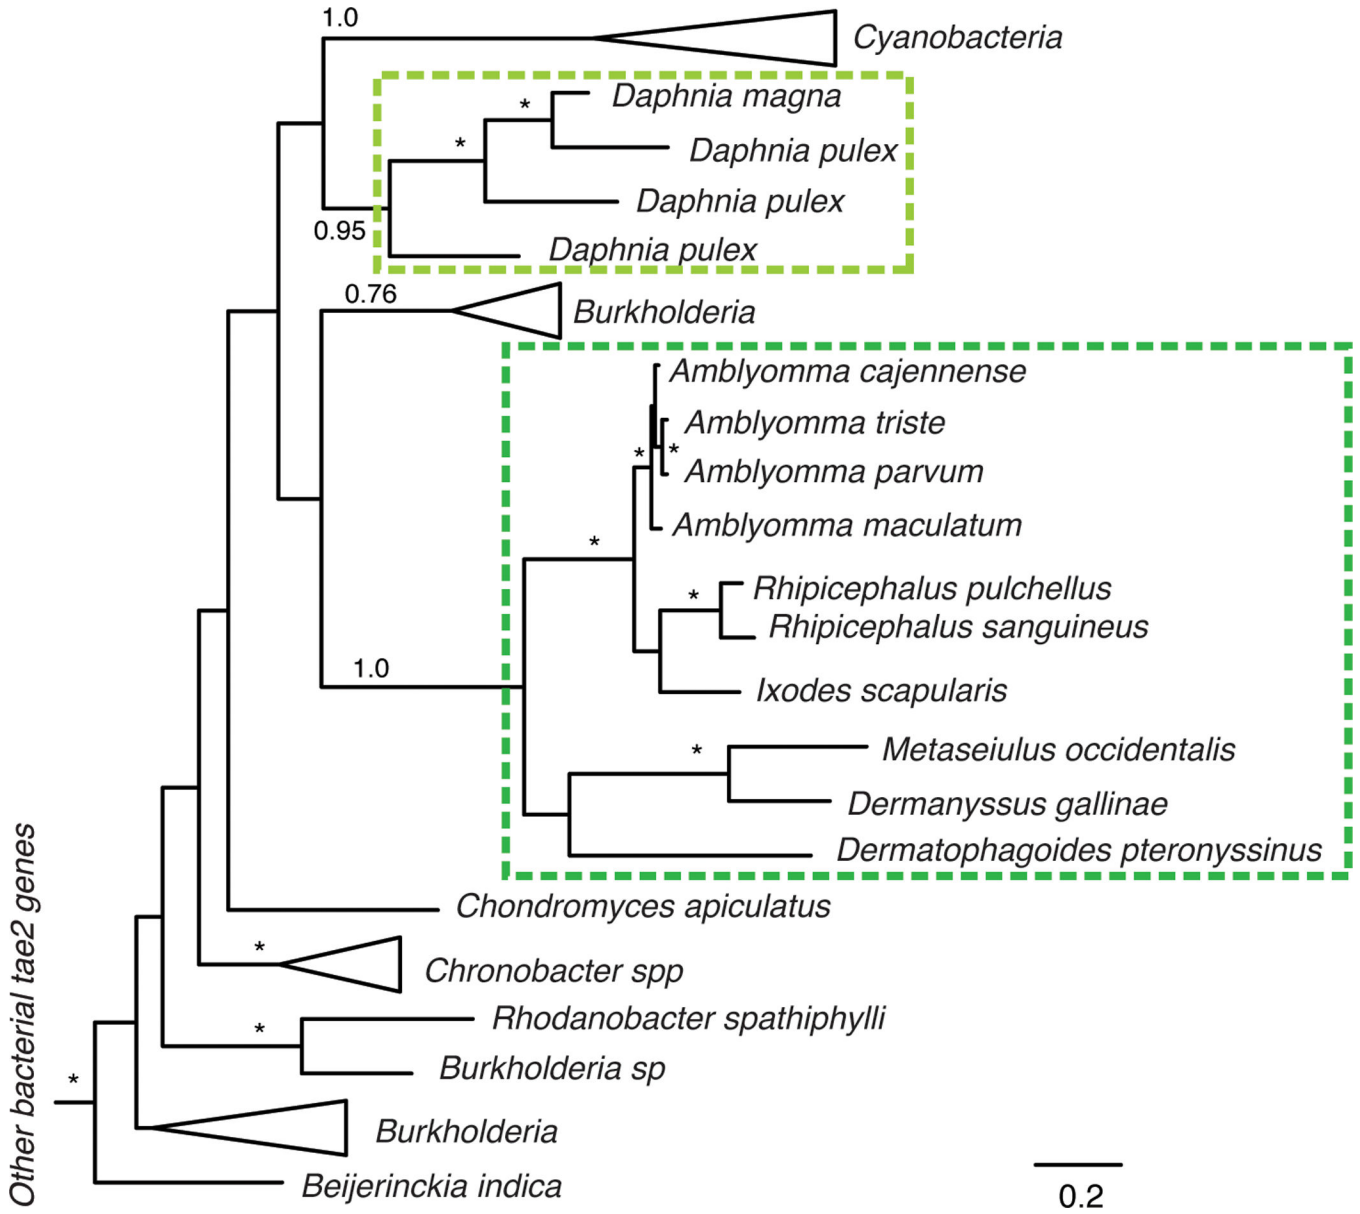 1.0
Cyanobacteria
Daphnia magna
*
Daphnia pulex
*
Daphnia pulex
0.95
Daphnia pulex
0.76
Burkholderia
Amblyomma cajennense
Amblyomma triste
* *
Amblyomma parvum
Amblyomma maculatum
*
Rhipicephalus pulchellus
*
Rhipicephalus sanguineus
1.0
Ixodes scapularis
*
Metaseiulus occidentalis
Dermanyssus gallinae
Dermatophagoides pteronyssinus
Chondromyces apiculatus
*
Chronobacter spp
*
Rhodanobacter spathiphylli
Burkholderia sp
*
Burkholderia
Beijerinckia indica
Other bacterial tae2 genes
0.2